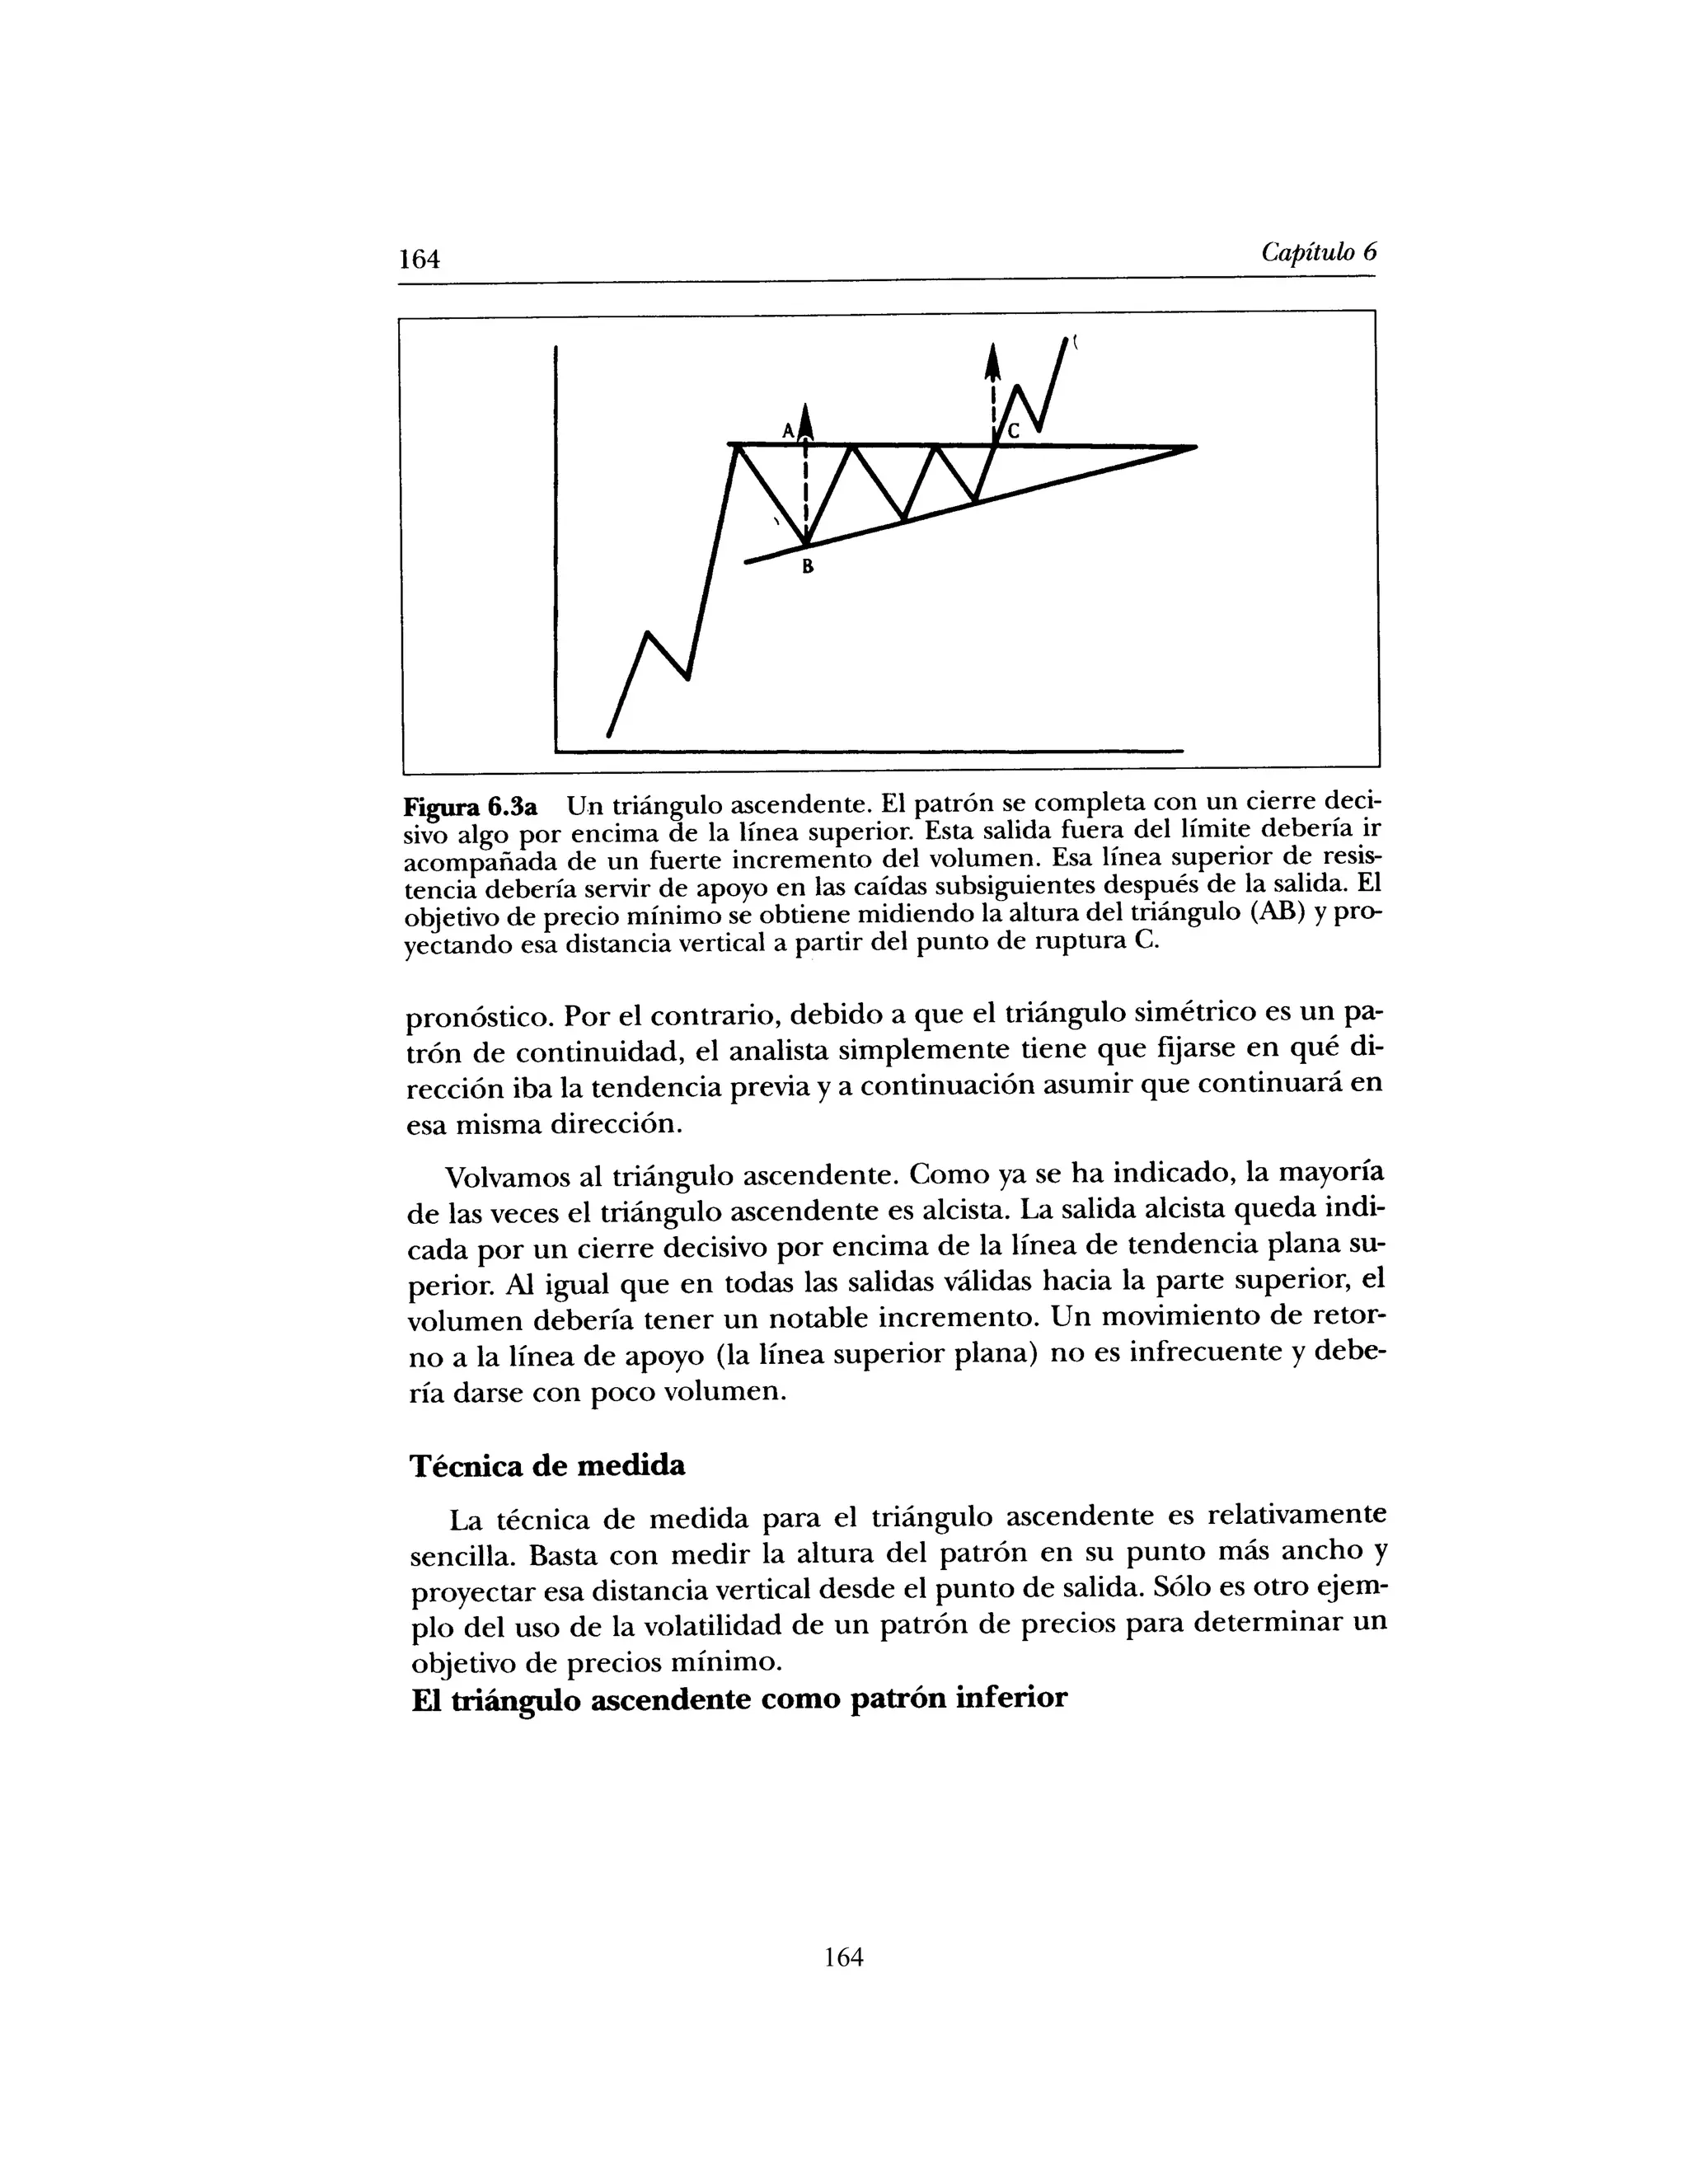 164
Capítulo 6
A
C
B
Figura 6.3a Un triángulo ascendente. El patrón se completa con un cierre deci-
sivo algo por encima de la línea superior. Esta salida fuera del límite debería ir
acompañada de un fuerte incremento del volumen. Esa línea superior de resis-
tencia debería servir de apoyo en las caídas subsiguientes después de la salida. El
objetivo de precio mínimo se obtiene midiendo la altura del triángulo (AB) y pro-
yectando esa distancia vertical a partir del punto de ruptura C.
pronóstico. Por el contrario, debido a que el triángulo simétrico es un pa-
trón de continuidad, el analista simplemente tiene que fijarse en qué di-
rección iba la tendencia previa y a continuación asumir que continuará en
esa misma dirección.
Volvamos al triángulo ascendente. Como ya se ha indicado, la mayoría
de las veces el triángulo ascendente es alcista. La salida alcista queda indi-
cada por un cierre decisivo por encima de la línea de tendencia plana su-
perior. Al igual que en todas las salidas válidas hacia la parte superior, el
volumen debería tener un notable incremento. Un movimiento de retor-
no a la línea de apoyo (la línea superior plana) no es infrecuente y debe-
ría darse con poco volumen.
Técnica de medida
La técnica de medida para el triángulo ascendente es relativamente
sencilla. Basta con medir la altura del patrón en su punto más ancho y
proyectar esa distancia vertical desde el punto de salida. Sólo es otro ejem-
plo del uso de la volatilidad de un patrón de precios para determinar un
objetivo de precios mínimo.
El triángulo ascendente como patrón inferior
164